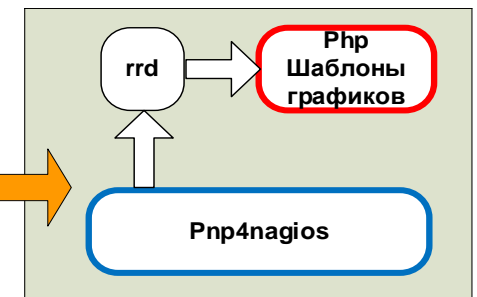 rrd
Php
Шаблоны
графиков
Pnp4nagios